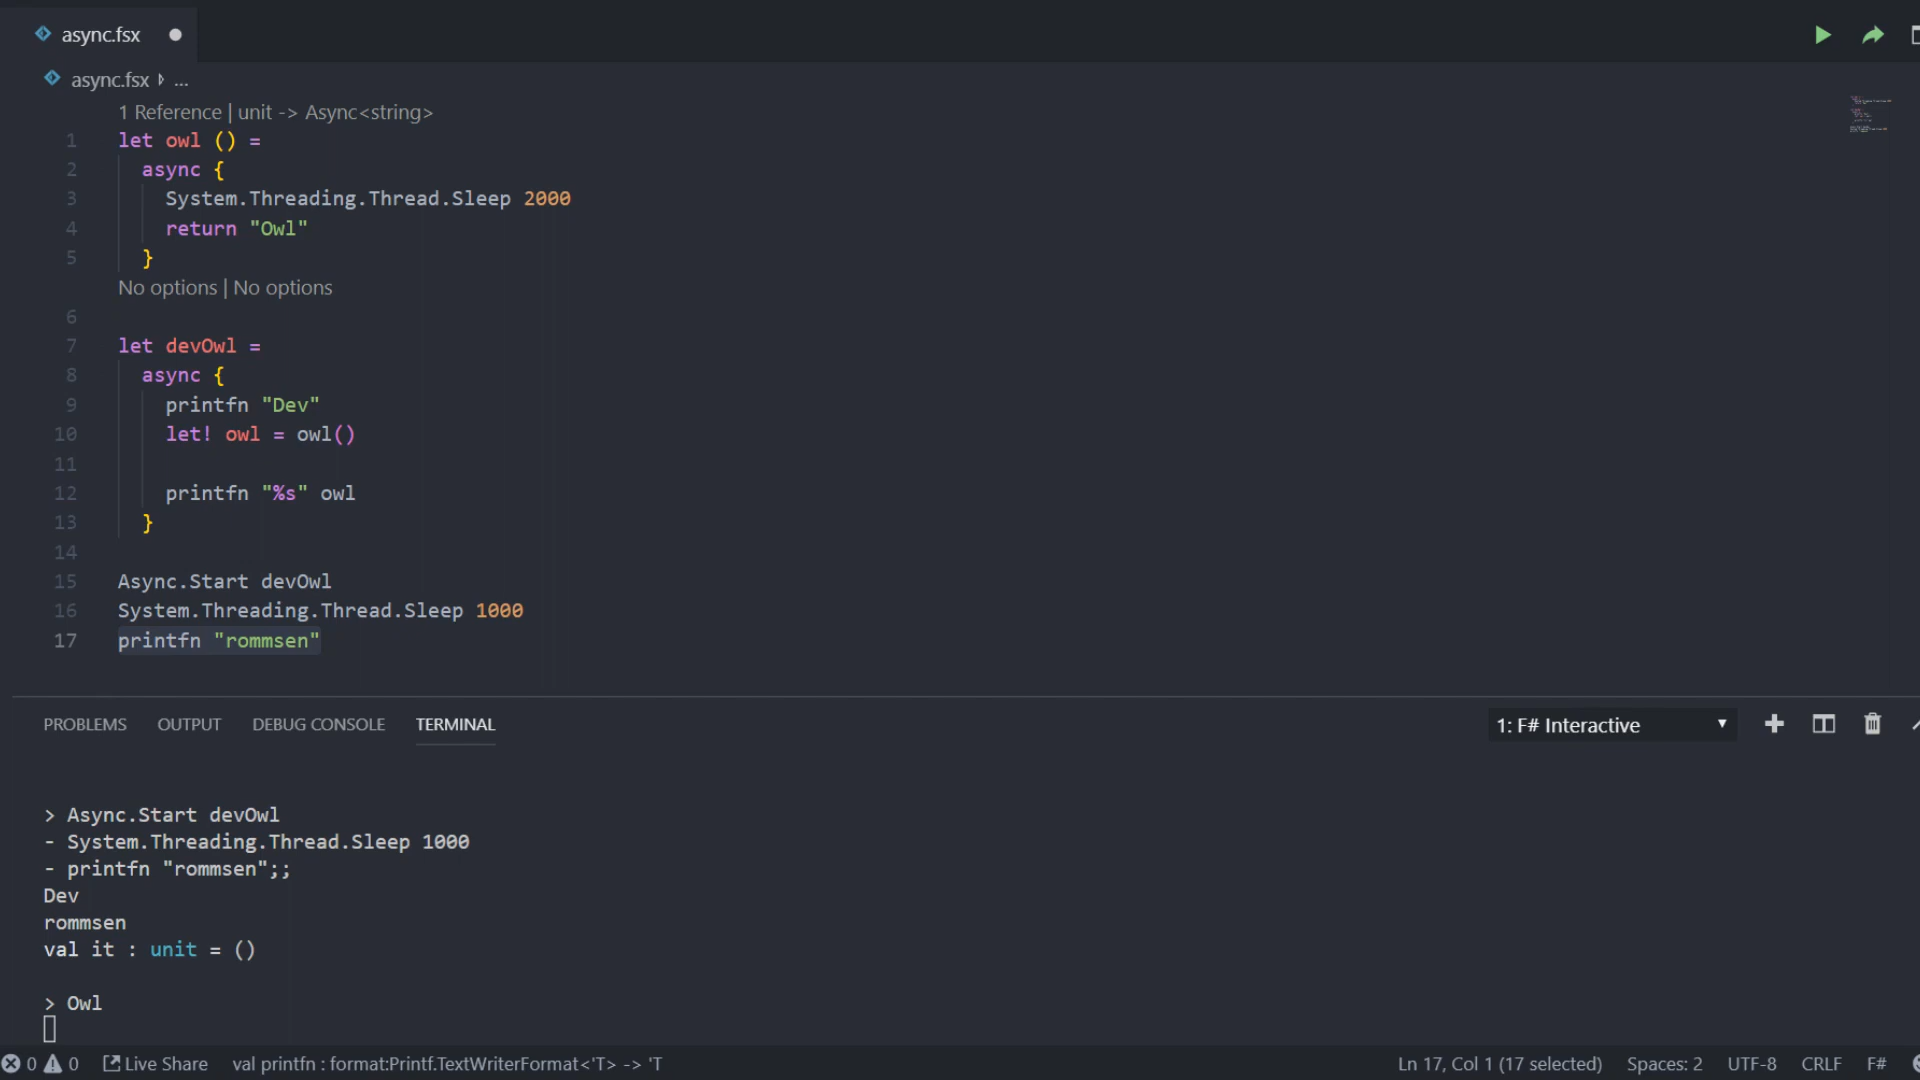 async.fsx
async.fsx ...
1 Reference | unit -> Async<string>
1 let owl () =
2 async {
3 System.Threading.Thread.Sleep 2000
4 return "Owl"
5 }
No options | No options
6
7 let devOwl =
8 async {
9 printfn "Dev"
10 let! owl = owl()
11
12 printfn "%s" owl
13 }
14
15 Async.Start devOwl
16 System.Threading.Thread.Sleep 1000
17 printfn "rommsen"
PROBLEMS OUTPUT DEBUG CONSOLE TERMINAL 1: F# Interactive
> Async.Start devOwl
- System.Threading.Thread.Sleep 1000
- printfn "rommsen";;
Dev
rommsen
val it : unit = ()
> Owl
0 0 Live Share val printfn : format:Printf.TextWriterFormat<'T> -> 'T Ln 17, Col 1 (17 selected) Spaces: 2 UTF-8 CRLF F#